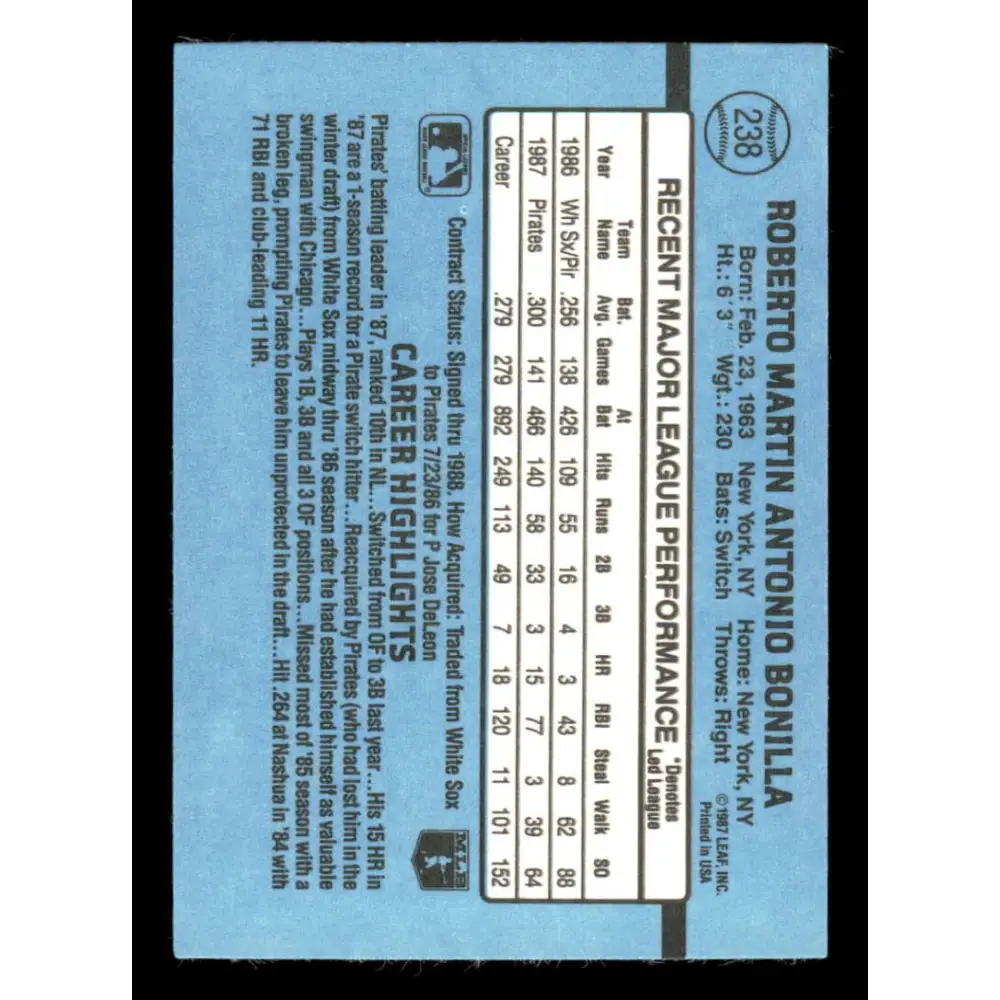 238
ROBERTO MARTIN ANTONIO BONILLA
Born: Feb. 23, 1963 New York, NY Home: New York, NY
Ht.: 6'3" Wgt.: 230 Bats: Switch Throws: Right
©1987 LEAF, INC.
Printed in USA
RECENT MAJOR LEAGUE PERFORMANCE *Denotes Led League
Year Team Name Bat. Avg. Games At Bat Hits Runs 2B 3B HR RBI Steal Walk SO
1986 Wh Sx/Pir .256 138 426 109 55 16 4 3 43 8 62 88
1987 Pirates .300 141 466 140 58 33 3 15 77 3 39 64
Career .279 279 892 249 113 49 7 18 120 11 101 152
Contract Status: Signed thru 1988. How Acquired: Traded from White Sox
to Pirates 7/23/86 for P Jose DeLeon
MLB
CAREER HIGHLIGHTS
Pirates' batting leader in '87, ranked 10th in NL...Switched from OF to 3B last year...His 15 HR in
'87 are a 1-season record for a Pirate switch hitter...Reacquired by Pirates (who had lost him in the
winter draft) from White Sox midway thru '86 season after he had established himself as valuable
swingman with Chicago...Plays 1B, 3B and all 3 OF positions...Missed most of '85 season with a
broken leg, prompting Pirates to leave him unprotected in the draft...Hit .264 at Nashua in '84 with
71 RBI and club-leading 11 HR.